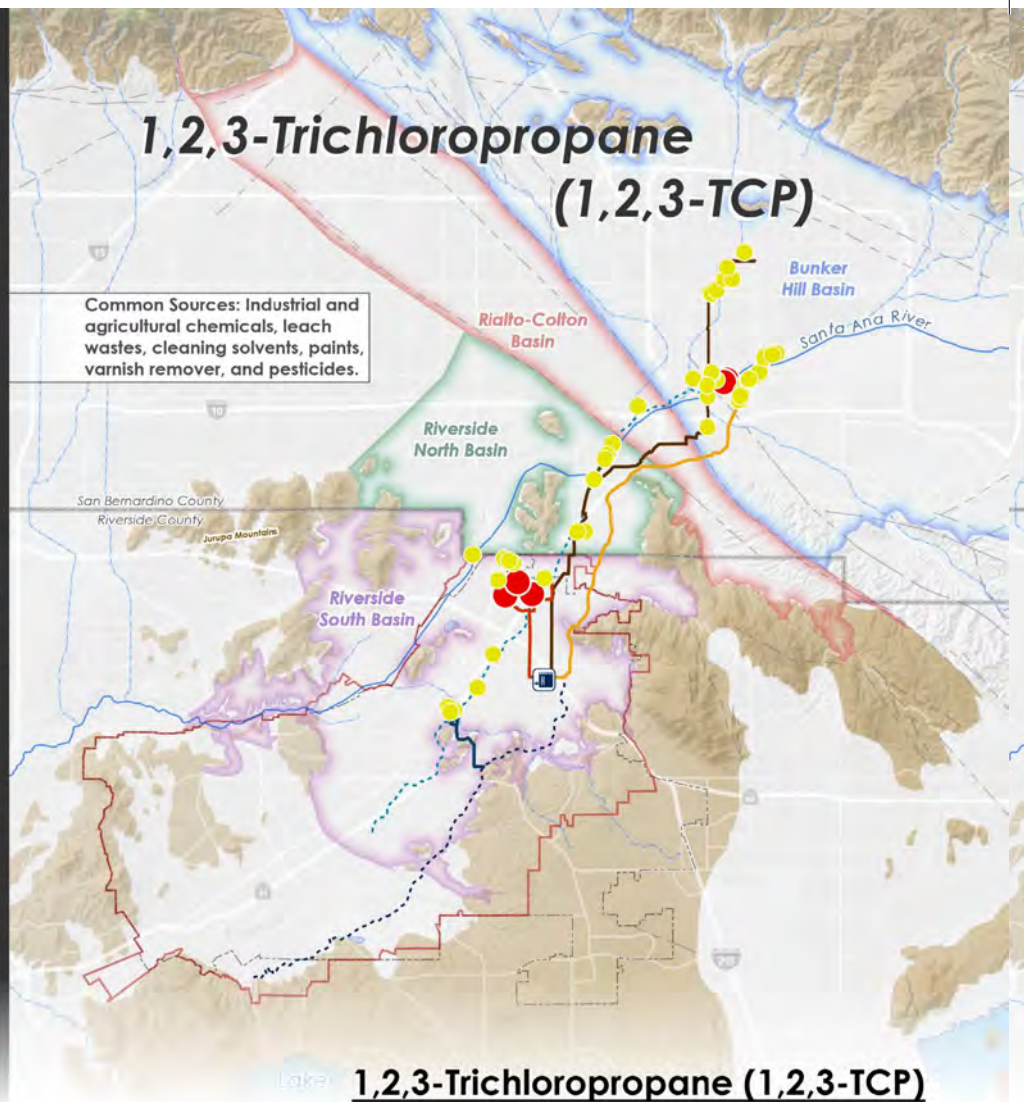 1,2,3-Trichloropropane
(1,2,3-TCP)
Bunker
Hill Basin
Santa Ana River
Common Sources: Industrial and
agricultural chemicals, leach
wastes, cleaning solvents, paints,
varnish remover, and pesticides.
Rialto-Colton
Basin
10
Riverside
North Basin
San Bernardino County
Riverside County
Jurupa Mountains
Riverside
South Basin
Lake
1,2,3-Trichloropropane (1,2,3-TCP)